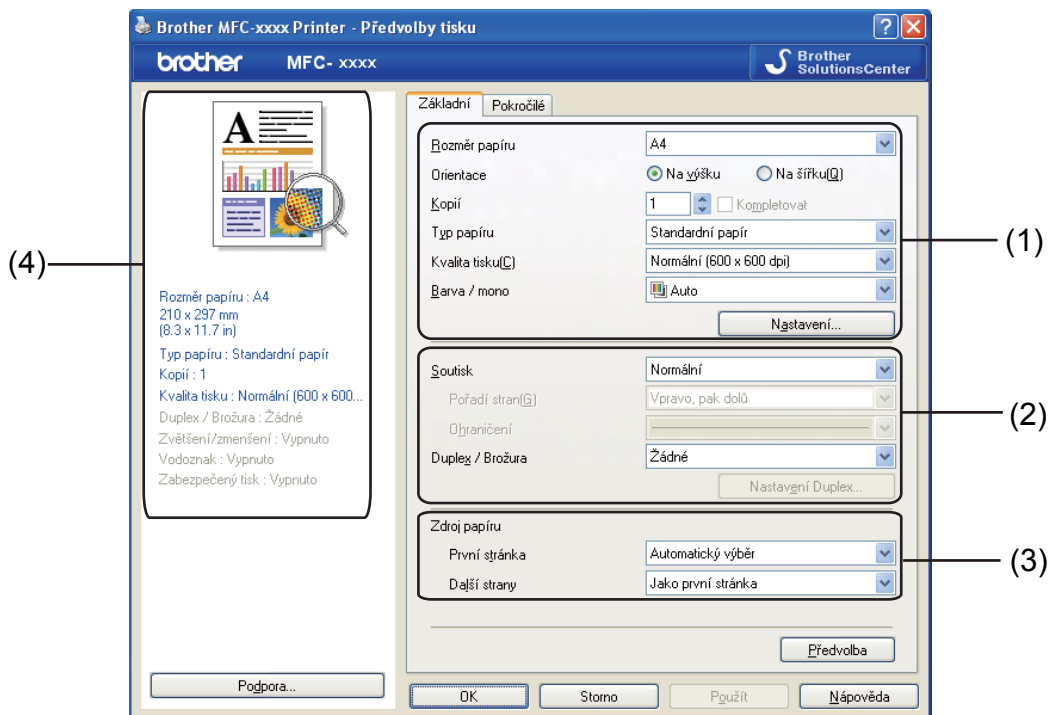 Brother MFC-xxxx Printer - Předvolby tisku
brother MFC- xxxx
Brother
SolutionsCenter
A
Rozměr papíru : A4
210 x 297 mm
(8.3 x 11.7 in)
Typ papíru : Standardní papír
Kopií : 1
Kvalita tisku : Normální (600 x 600...
Duplex / Brožura : Žádné
Zvětšení/zmenšení : Vypnuto
Vodoznak : Vypnuto
Zabezpečený tisk : Vypnuto
(4)
Podpora...
Základní Pokročilé
Rozměr papíru A4
Orientace Na výšku Na šířku(Q)
Kopií 1 Kompletovat
Typ papíru Standardní papír
Kvalita tisku(C) Normální (600 x 600 dpi)
Barva / mono Auto
Nastavení...
(1)
Soutisk Normální
Pořadí stran(G) Vpravo, pak dolů
Ohraničení
Duplex / Brožura Žádné
Nastavení Duplex...
(2)
Zdroj papíru
První stránka Automatický výběr
Další strany Jako první stránka
(3)
Předvolba
OK Storno Použít Nápověda